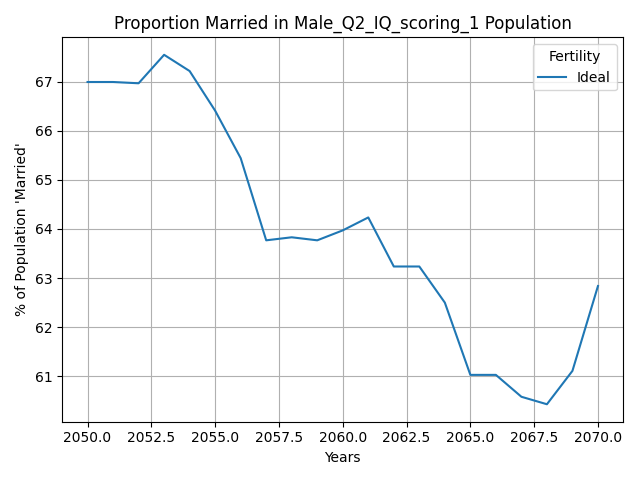 Proportion Married in Male_Q2_IQ_scoring_1 Population
Fertility
Ideal
% of Population 'Married'
67
66
65
64
63
62
61
2050.0 2052.5 2055.0 2057.5 2060.0 2062.5 2065.0 2067.5 2070.0
Years